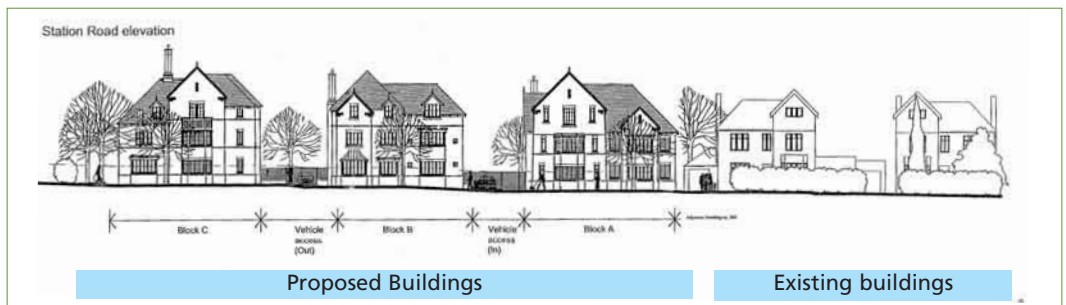 Station Road elevation
Block C
Vehicle
access
(Out)
Block B
Vehicle
access
(In)
Block A
Proposed Buildings
Existing buildings